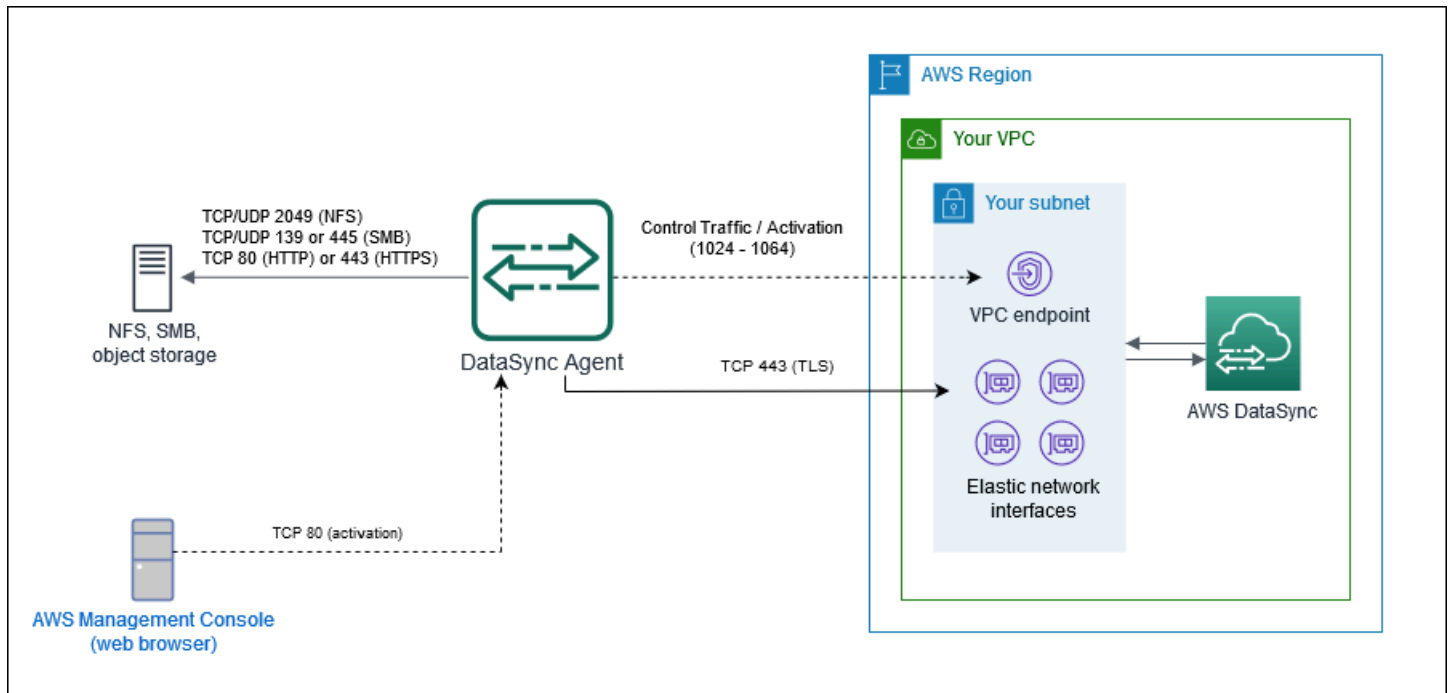 AWS Region
Your VPC
Your subnet
TCP/UDP 2049 (NFS)
TCP/UDP 139 or 445 (SMB)
TCP 80 (HTTP) or 443 (HTTPS)
Control Traffic / Activation
(1024 - 1064)
VPC endpoint
NFS, SMB,
object storage
DataSync Agent
TCP 443 (TLS)
AWS DataSync
Elastic network
interfaces
TCP 80 (activation)
AWS Management Console
(web browser)